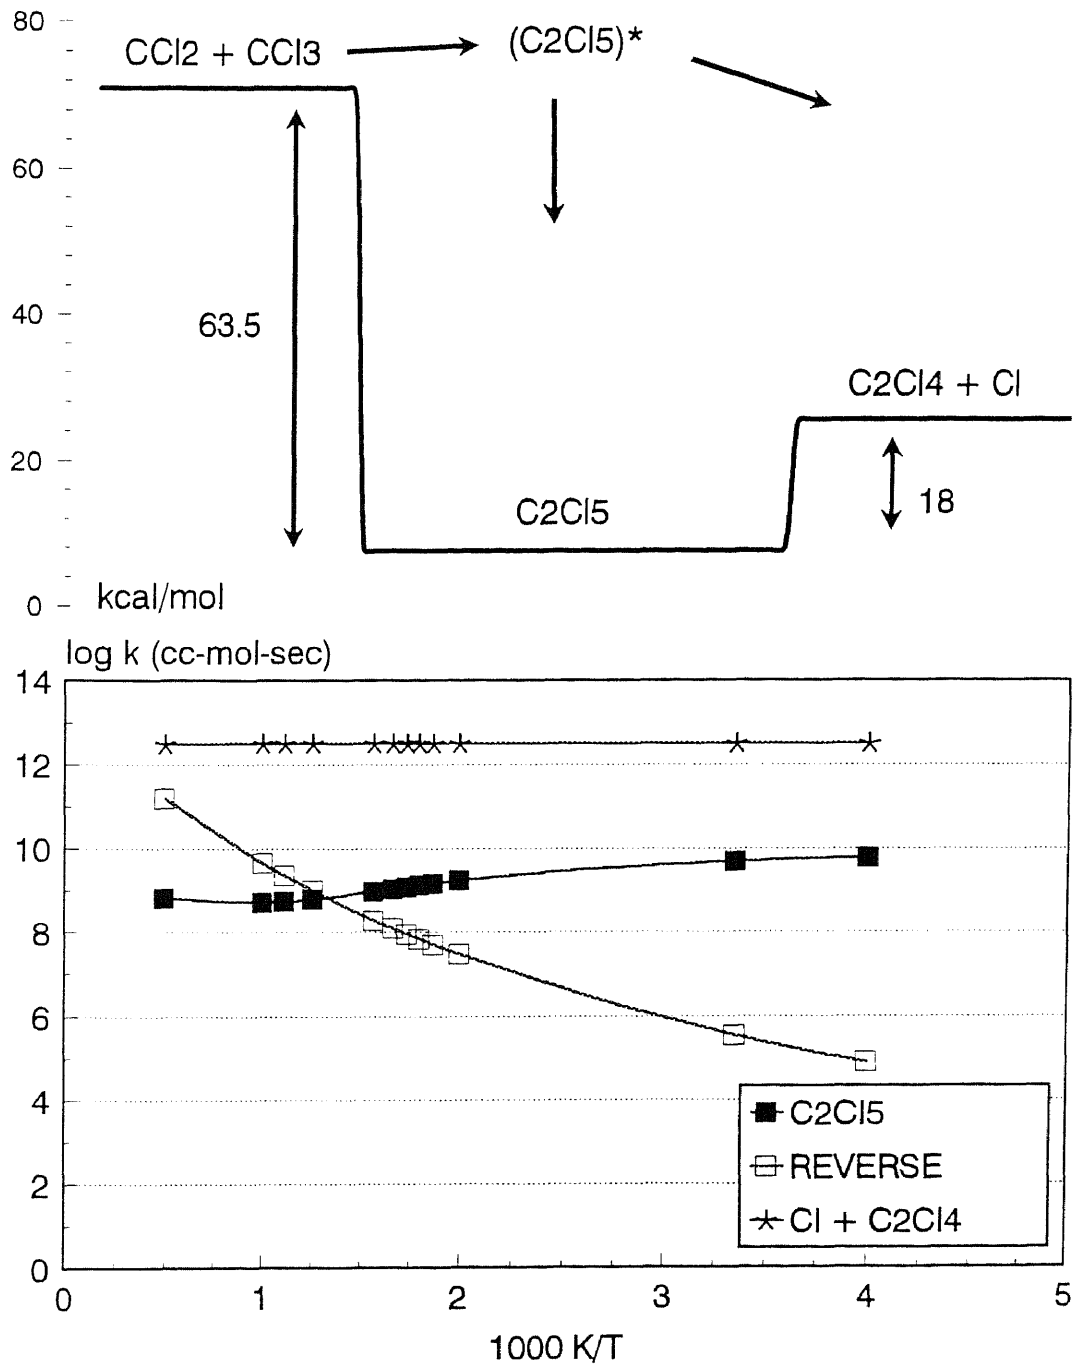 80
CCl2 + CCl3
(C2Cl5)*
60
40
63.5
C2Cl4 + Cl
20
C2Cl5
18
0
kcal/mol
log k (cc-mol-sec)
14
12
10
8
6
4
2
0
C2Cl5
REVERSE
Cl + C2Cl4
0 1 2 3 4 5
1000 K/T